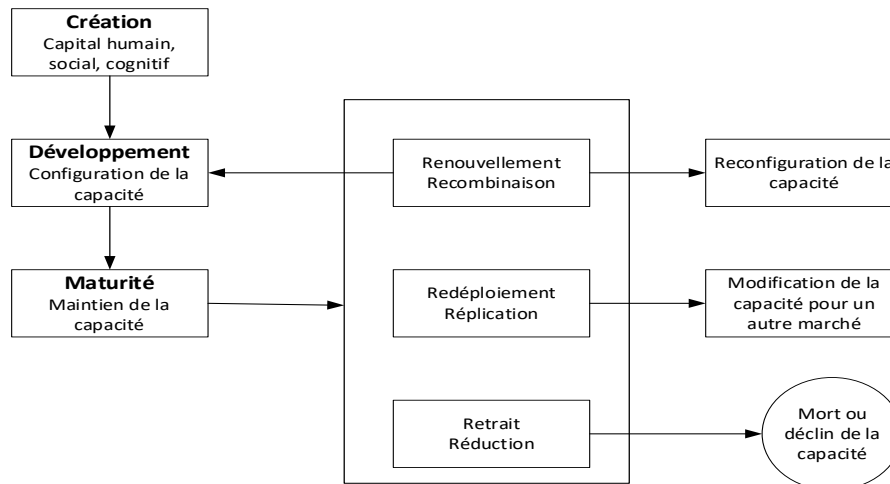 Création
Capital humain,
social, cognitif
Développement
Configuration de la
capacité
Renouvellement
Recombinaison
Reconfiguration de la
capacité
Maturité
Maintien de la
capacité
Redéploiement
Réplication
Modification de la
capacité pour un
autre marché
Retrait
Réduction
Mort ou
déclin de la
capacité